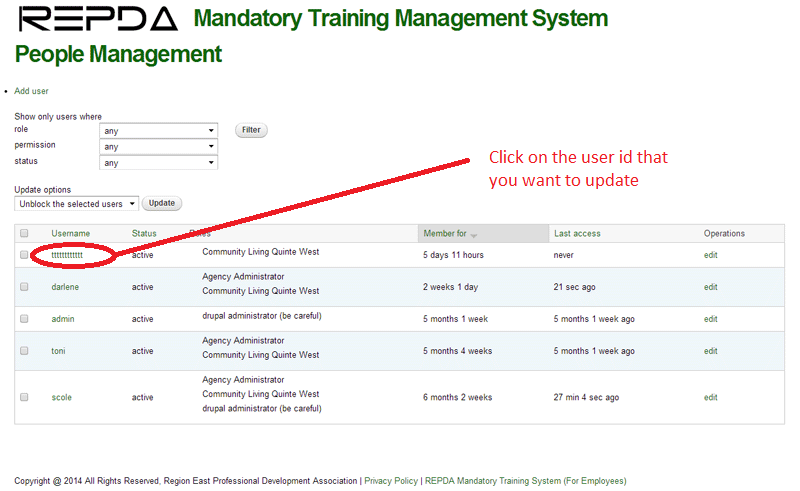 REPDA Mandatory Training Management System
People Management
Add user
Show only users where
role any Filter
permission any
status any
Click on the user id that
you want to update
Update options
Unblock the selected users Update
Username Status Roles Member for Last access Operations
tttttttttttt active Community Living Quinte West 5 days 11 hours never edit
Agency Administrator
darlene active Community Living Quinte West 2 weeks 1 day 21 sec ago edit
admin active drupal administrator (be careful) 5 months 1 week 5 months 1 week ago edit
Agency Administrator
toni active Community Living Quinte West 5 months 4 weeks 5 months 1 week ago edit
Agency Administrator
scole active Community Living Quinte West 6 months 2 weeks 27 min 4 sec ago edit
drupal administrator (be careful)
Copyright @ 2014 All Rights Reserved, Region East Professional Development Association | Privacy Policy | REPDA Mandatory Training System (For Employees)